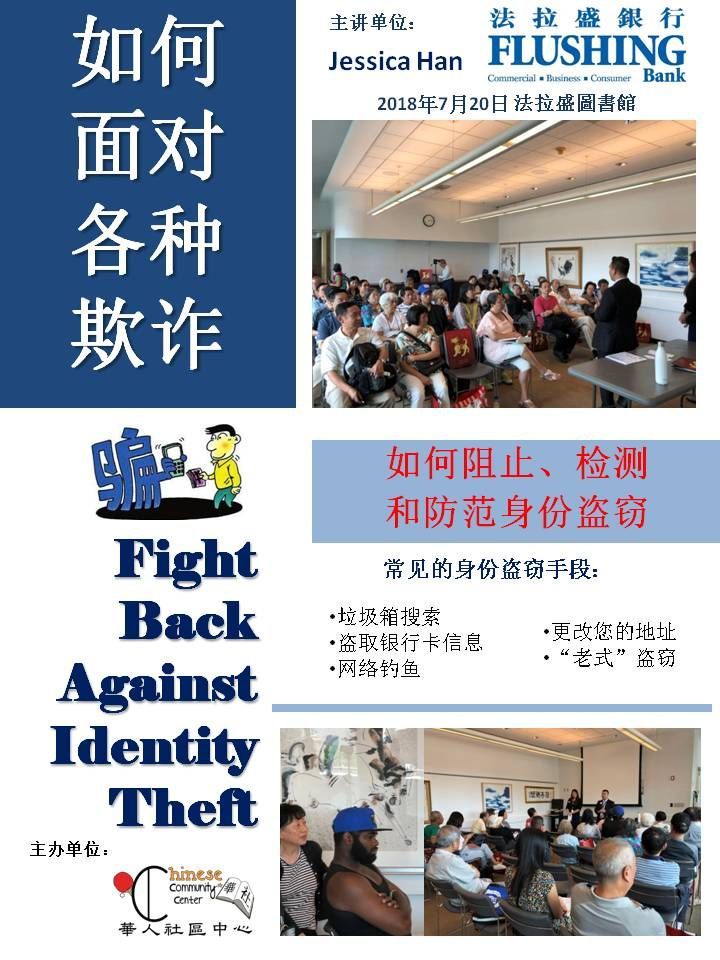 如何
面对
各种
欺诈
主讲单位：
Jessica Han
法拉盛銀行
FLUSHING
Commercial ▪ Business ▪ Consumer Bank
2018年7月20日 法拉盛圖書館
骗
Fight
Back
Against
Identity
Theft
如何阻止、检测
和防范身份盗窃
常见的身份盗窃手段：
•垃圾箱搜索
•盗取银行卡信息
•网络钓鱼
•更改您的地址
•“老式”盗窃
主办单位：
Chinese
Community
Center
華社
華人社區中心